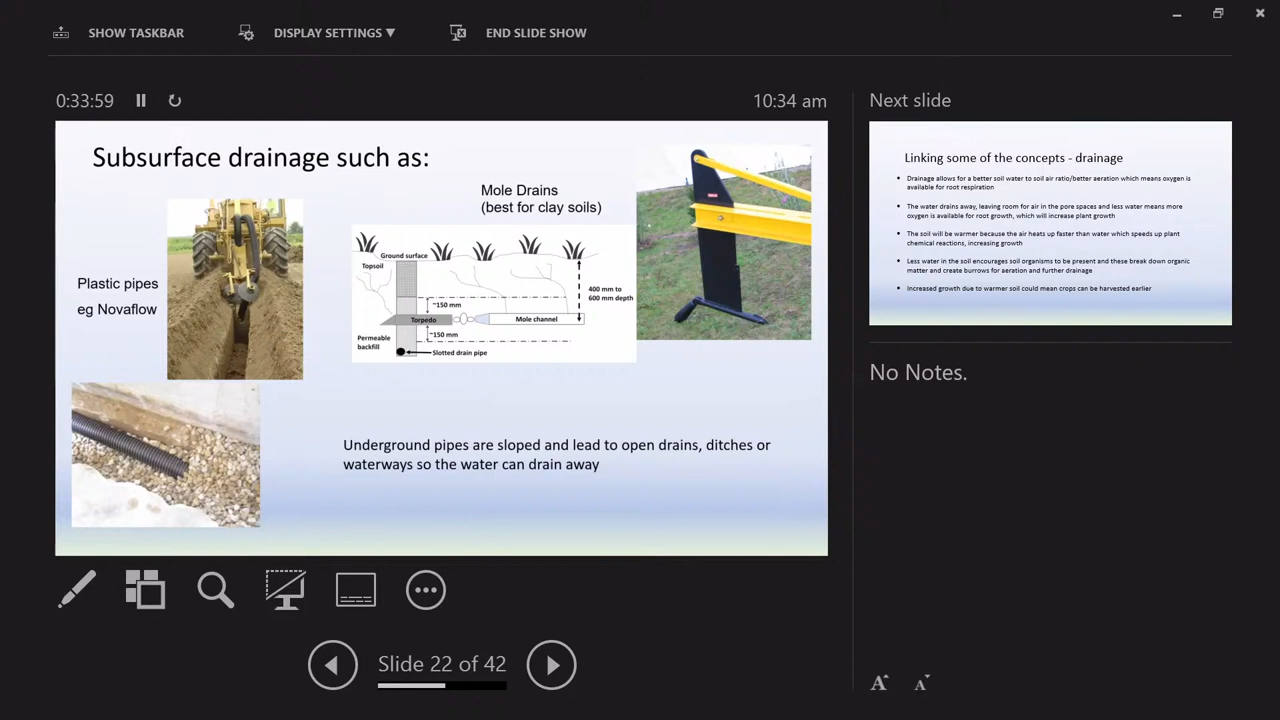 SHOW TASKBAR
DISPLAY SETTINGS ▼
END SLIDE SHOW
0:33:59
10:34 am
Subsurface drainage such as:
Mole Drains
(best for clay soils)
Plastic pipes
eg Novaflow
Ground surface
Topsoil
400 mm to
600 mm depth
~150 mm
Torpedo
Mole channel
~150 mm
Permeable
backfill
Slotted drain pipe
Underground pipes are sloped and lead to open drains, ditches or
waterways so the water can drain away
Slide 22 of 42
Next slide
Linking some of the concepts - drainage
• Drainage allows for a better soil water to soil air ratio/better aeration which means oxygen is
available for root respiration
• The water drains away, leaving room for air in the pore spaces and less water means more
oxygen is available for root growth, which will increase plant growth
• The soil will be warmer because the air heats up faster than water which speeds up plant
chemical reactions, increasing growth
• Less water in the soil encourages soil organisms to be present and these break down organic
matter and create burrows for aeration and further drainage
• Increased growth due to warmer soil could mean crops can be harvested earlier
No Notes.
A A